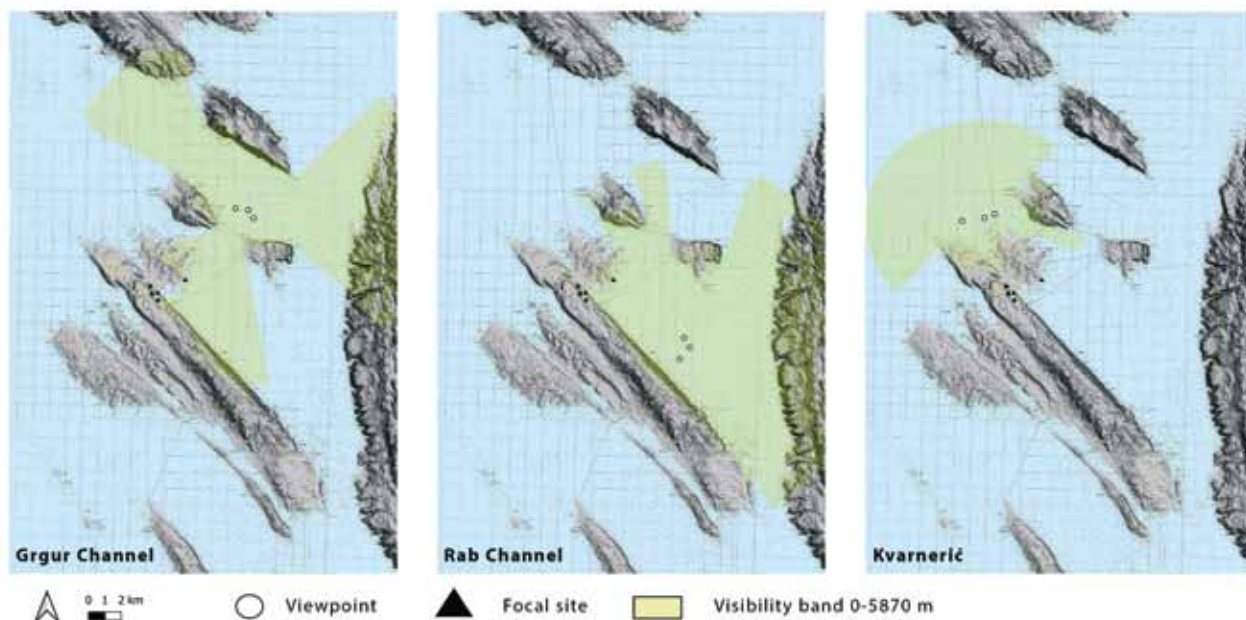 Grgur Channel
Rab Channel
Kvarnerić
0 1 2 km
Viewpoint
Focal site
Visibility band 0-5870 m